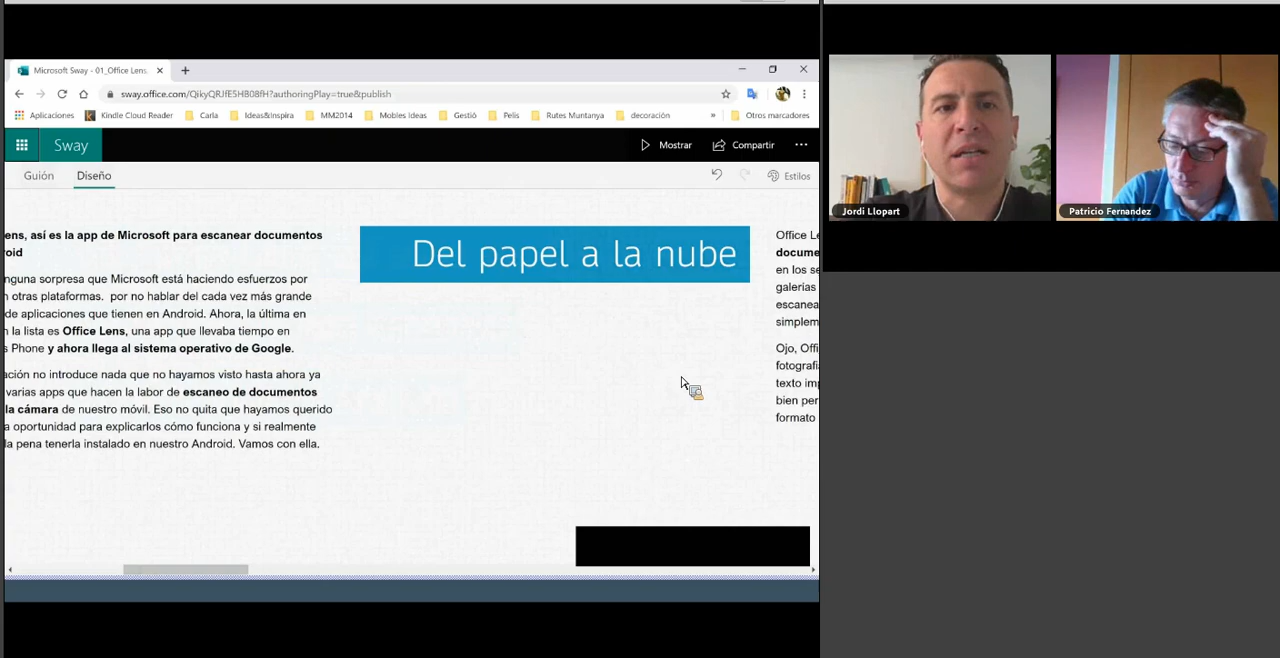 Microsoft Sway - 01_Office Lens.
sway.office.com/QikyQRJfE5HB08fH?authoringPlay=true&publish
Aplicaciones Kindle Cloud Reader Carla Ideas&Inspira MM2014 Mobles Ideas Gestió Pelis Rutes Muntanya decoración » Otros marcadores
Sway Mostrar Compartir
Guión Diseño Estilos
ens, así es la app de Microsoft para escanear documentos
roid
nguna sorpresa que Microsoft está haciendo esfuerzos por
n otras plataformas. por no hablar del cada vez más grande
de aplicaciones que tienen en Android. Ahora, la última en
n la lista es Office Lens, una app que llevaba tiempo en
s Phone y ahora llega al sistema operativo de Google.
ación no introduce nada que no hayamos visto hasta ahora ya
varias apps que hacen la labor de escaneo de documentos
la cámara de nuestro móvil. Eso no quita que hayamos querido
a oportunidad para explicarlos cómo funciona y si realmente
la pena tenerla instalado en nuestro Android. Vamos con ella.
Del papel a la nube
Office Le
docume
en los se
galerías
escanea
simplem
Ojo, Offi
fotografi
texto imp
bien per
formato
Jordi Llopart
Patricio Fernandez